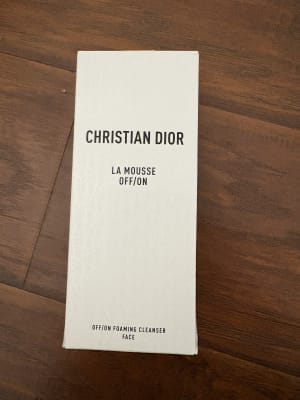 CHRISTIAN DIOR
LA MOUSSE
OFF/ON
OFF/ON FOAMING CLEANSER
FACE